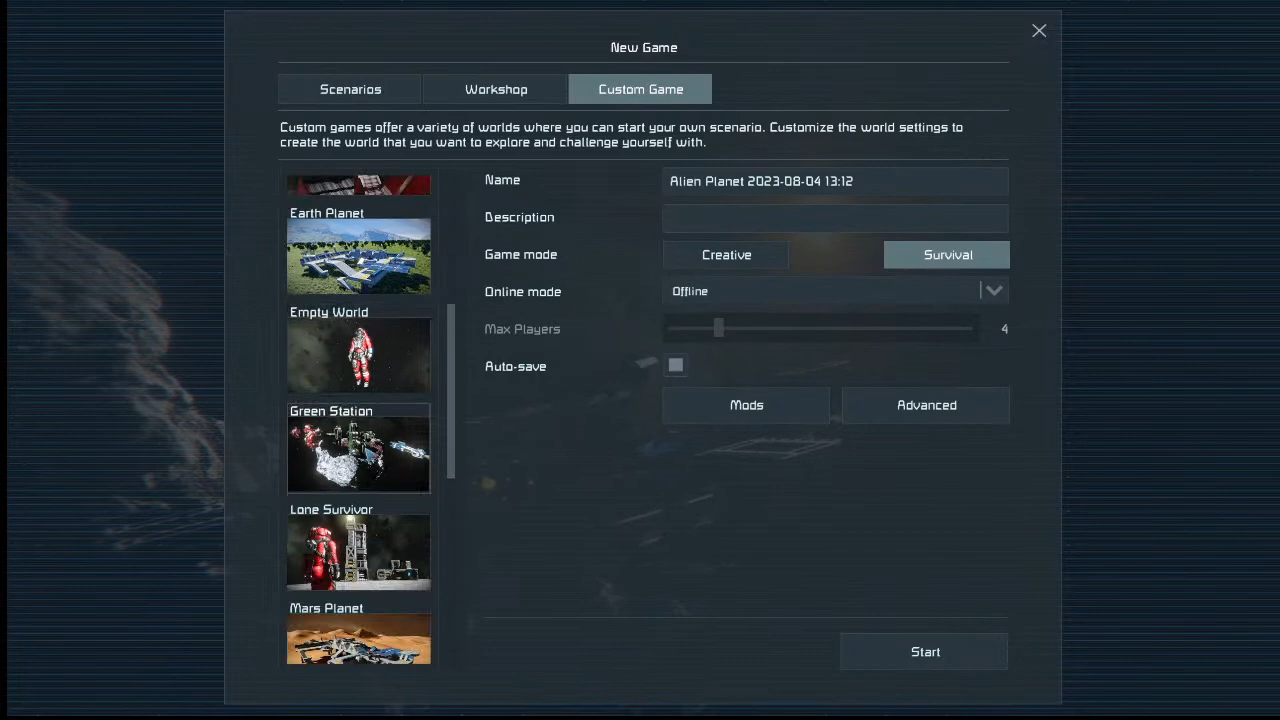 New Game
Scenarios
Workshop
Custom Game
Custom games offer a variety of worlds where you can start your own scenario. Customize the world settings to
create the world that you want to explore and challenge yourself with.
Earth Planet
Empty World
Green Station
Lone Survivor
Mars Planet
Name
Alien Planet 2023-08-04 13:12
Description
Game mode
Creative
Survival
Online mode
Offline
Max Players
4
Auto-save
Mods
Advanced
Start